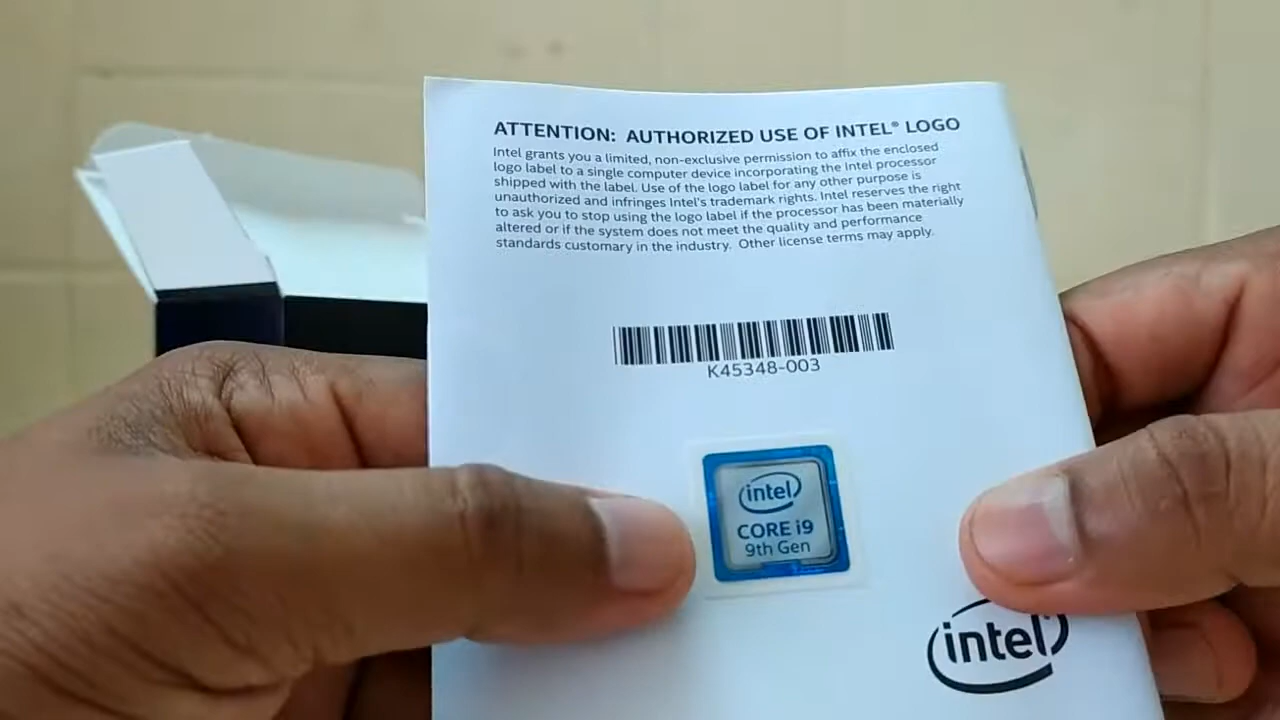 ATTENTION: AUTHORIZED USE OF INTEL® LOGO
Intel grants you a limited, non-exclusive permission to affix the enclosed
logo label to a single computer device incorporating the Intel processor
shipped with the label. Use of the logo label for any other purpose is
unauthorized and infringes Intel's trademark rights. Intel reserves the right
to ask you to stop using the logo label if the processor has been materially
altered or if the system does not meet the quality and performance
standards customary in the industry. Other license terms may apply.
K45348-003
intel
CORE i9
9th Gen
intel